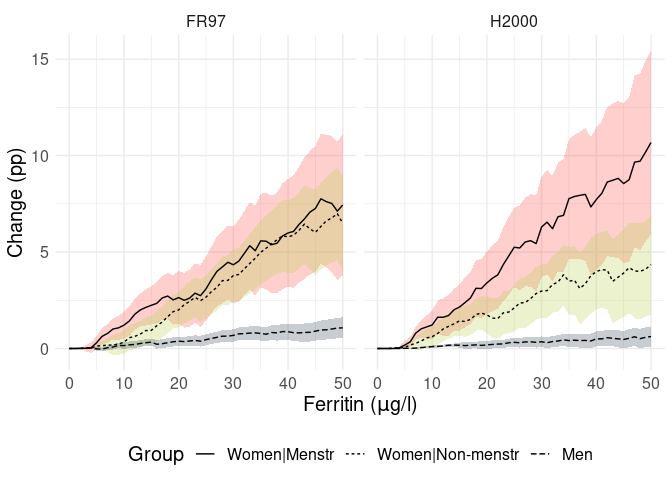 FR97
H2000
Change (pp)
15
10
5
0
0 10 20 30 40 50
0 10 20 30 40 50
Ferritin (μg/l)
Group Women|Menstr Women|Non-menstr Men